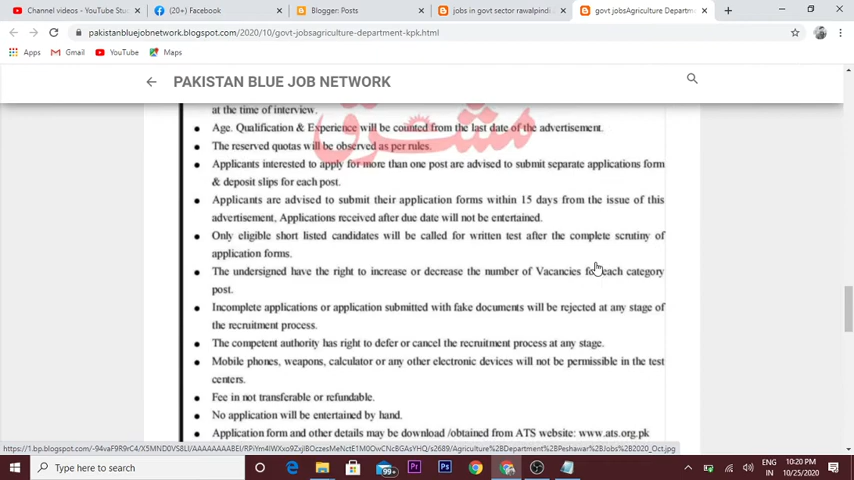 Channel videos - YouTube Stu
(20+) Facebook
Blogger: Posts
jobs in govt sector rawalpindi
govt jobsAgriculture Departm
pakistanbluejobnetwork.blogspot.com/2020/10/govt-jobsagriculture-department-kpk.html
Apps Gmail YouTube Maps
PAKISTAN BLUE JOB NETWORK
at the time of interview.
مشرق
● Age. Qualification & Experience will be counted from the last date of the advertisement.
● The reserved quotas will be observed as per rules.
● Applicants interested to apply for more than one post are advised to submit separate applications form
& deposit slips for each post.
● Applicants are advised to submit their application forms within 15 days from the issue of this
advertisement, Applications received after due date will not be entertained.
● Only eligible short listed candidates will be called for written test after the complete scrutiny of
application forms.
● The undersigned have the right to increase or decrease the number of Vacancies for each category
post.
● Incomplete applications or application submitted with fake documents will be rejected at any stage of
the recruitment process.
● The competent authority has right to defer or cancel the recruitment process at any stage.
● Mobile phones, weapons, calculator or any other electronic devices will not be permissible in the test
centers.
● Fee in not transferable or refundable.
● No application will be entertained by hand.
● Application form and other details may be download /obtained from ATS website: www.ats.org.pk
Type here to search
99+
ENG
IN
10:20 PM
10/25/2020